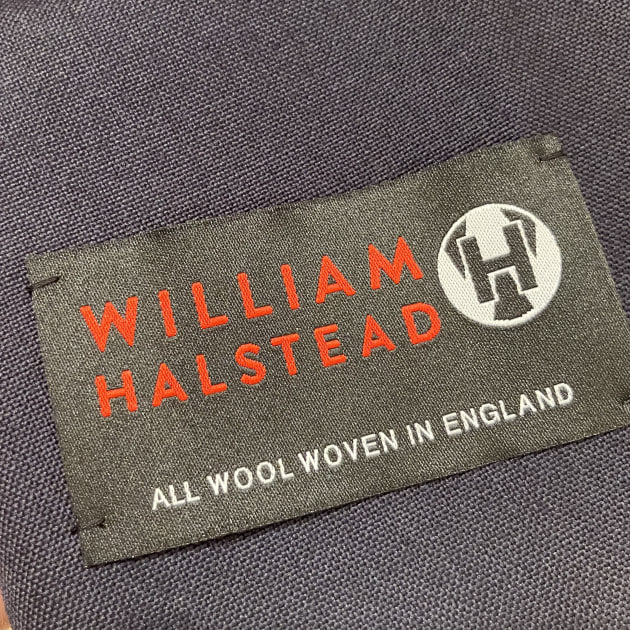 WILLIAM
HALSTEAD
H
ALL WOOL WOVEN IN ENGLAND